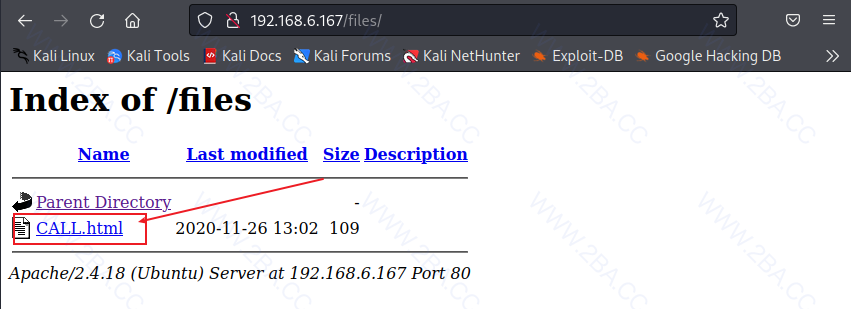 192.168.6.167/files/
Kali Linux Kali Tools Kali Docs Kali Forums Kali NetHunter Exploit-DB Google Hacking DB
Index of /files
Name Last modified Size Description
Parent Directory -
CALL.html 2020-11-26 13:02 109
Apache/2.4.18 (Ubuntu) Server at 192.168.6.167 Port 80
WWW.2BA.CC